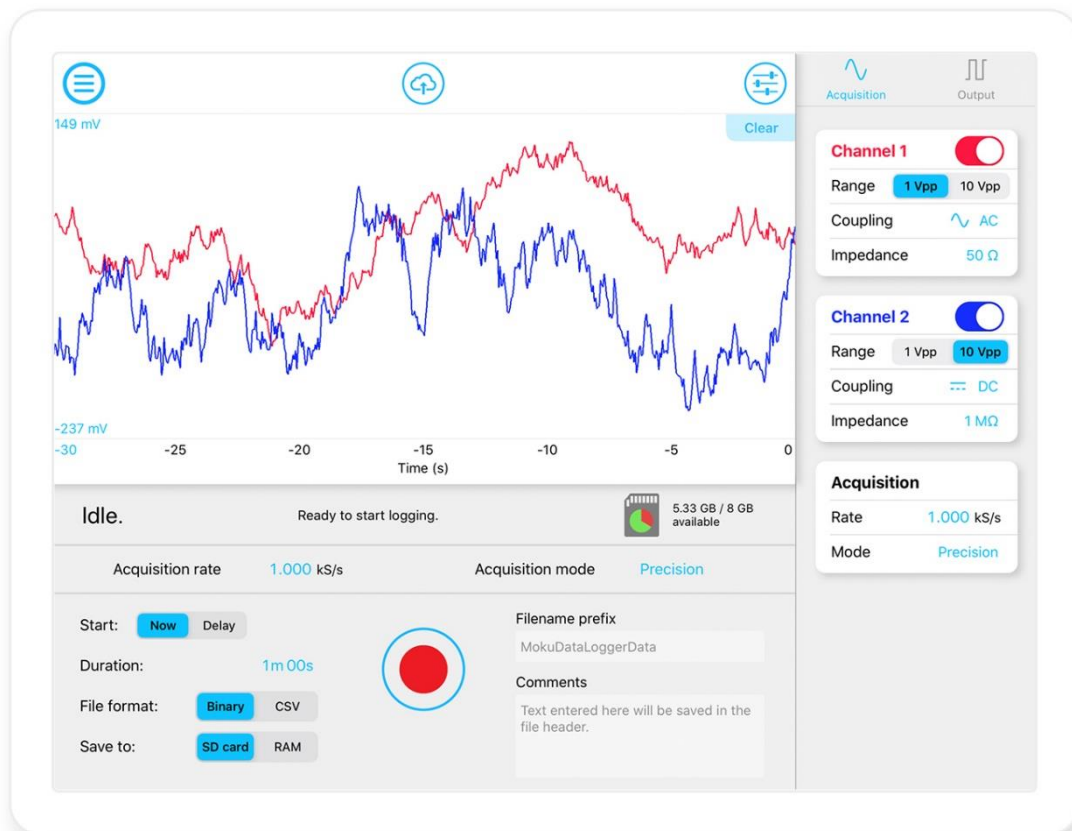 Acquisition
Output
149 mV
Clear
-237 mV
-30 -25 -20 -15 -10 -5 0
Time (s)
Channel 1
Range 1 Vpp 10 Vpp
Coupling AC
Impedance 50 Ω
Channel 2
Range 1 Vpp 10 Vpp
Coupling DC
Impedance 1 MΩ
Acquisition
Rate 1.000 kS/s
Mode Precision
Idle.
Ready to start logging.
5.33 GB / 8 GB
available
Acquisition rate 1.000 kS/s
Acquisition mode Precision
Start: Now Delay
Duration: 1m 00s
File format: Binary CSV
Save to: SD card RAM
Filename prefix
MokuDataLoggerData
Comments
Text entered here will be saved in the
file header.